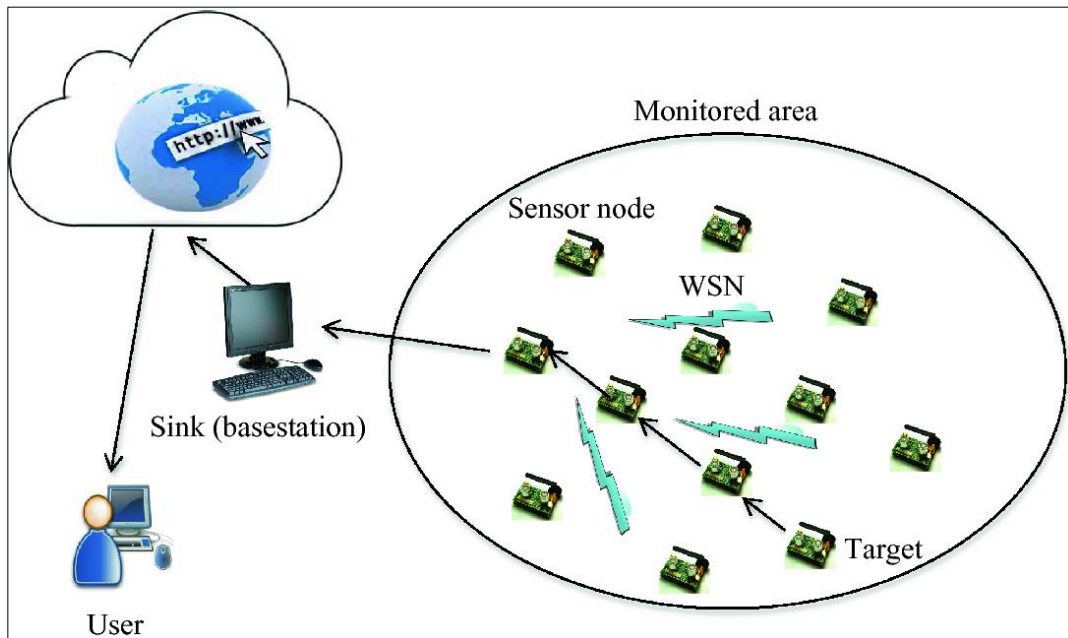 http://www.
Monitored area
Sensor node
WSN
Sink (basestation)
Target
User